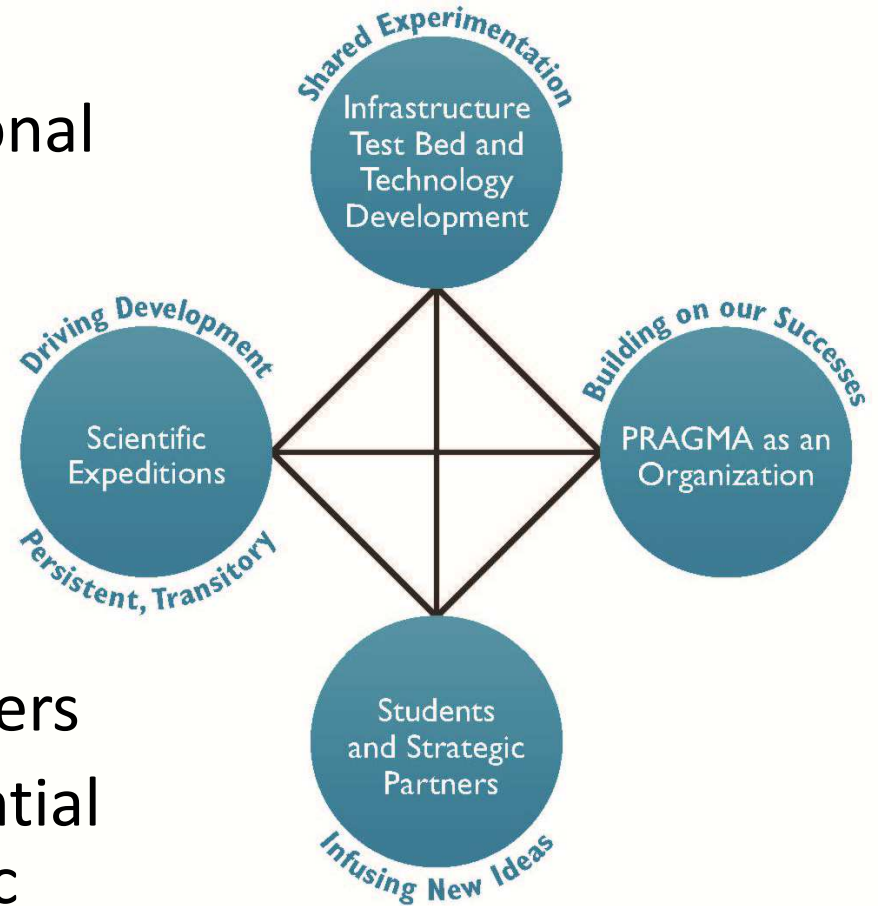 Shared Experimentation
Infrastructure
Test Bed and
Technology
Development
onal
Driving Development
Scientific
Expeditions
Persistent, Transitory
Building on our Successes
PRAGMA as an
Organization
Students
and Strategic
Partners
Infusing New Ideas
ers
ntial
c